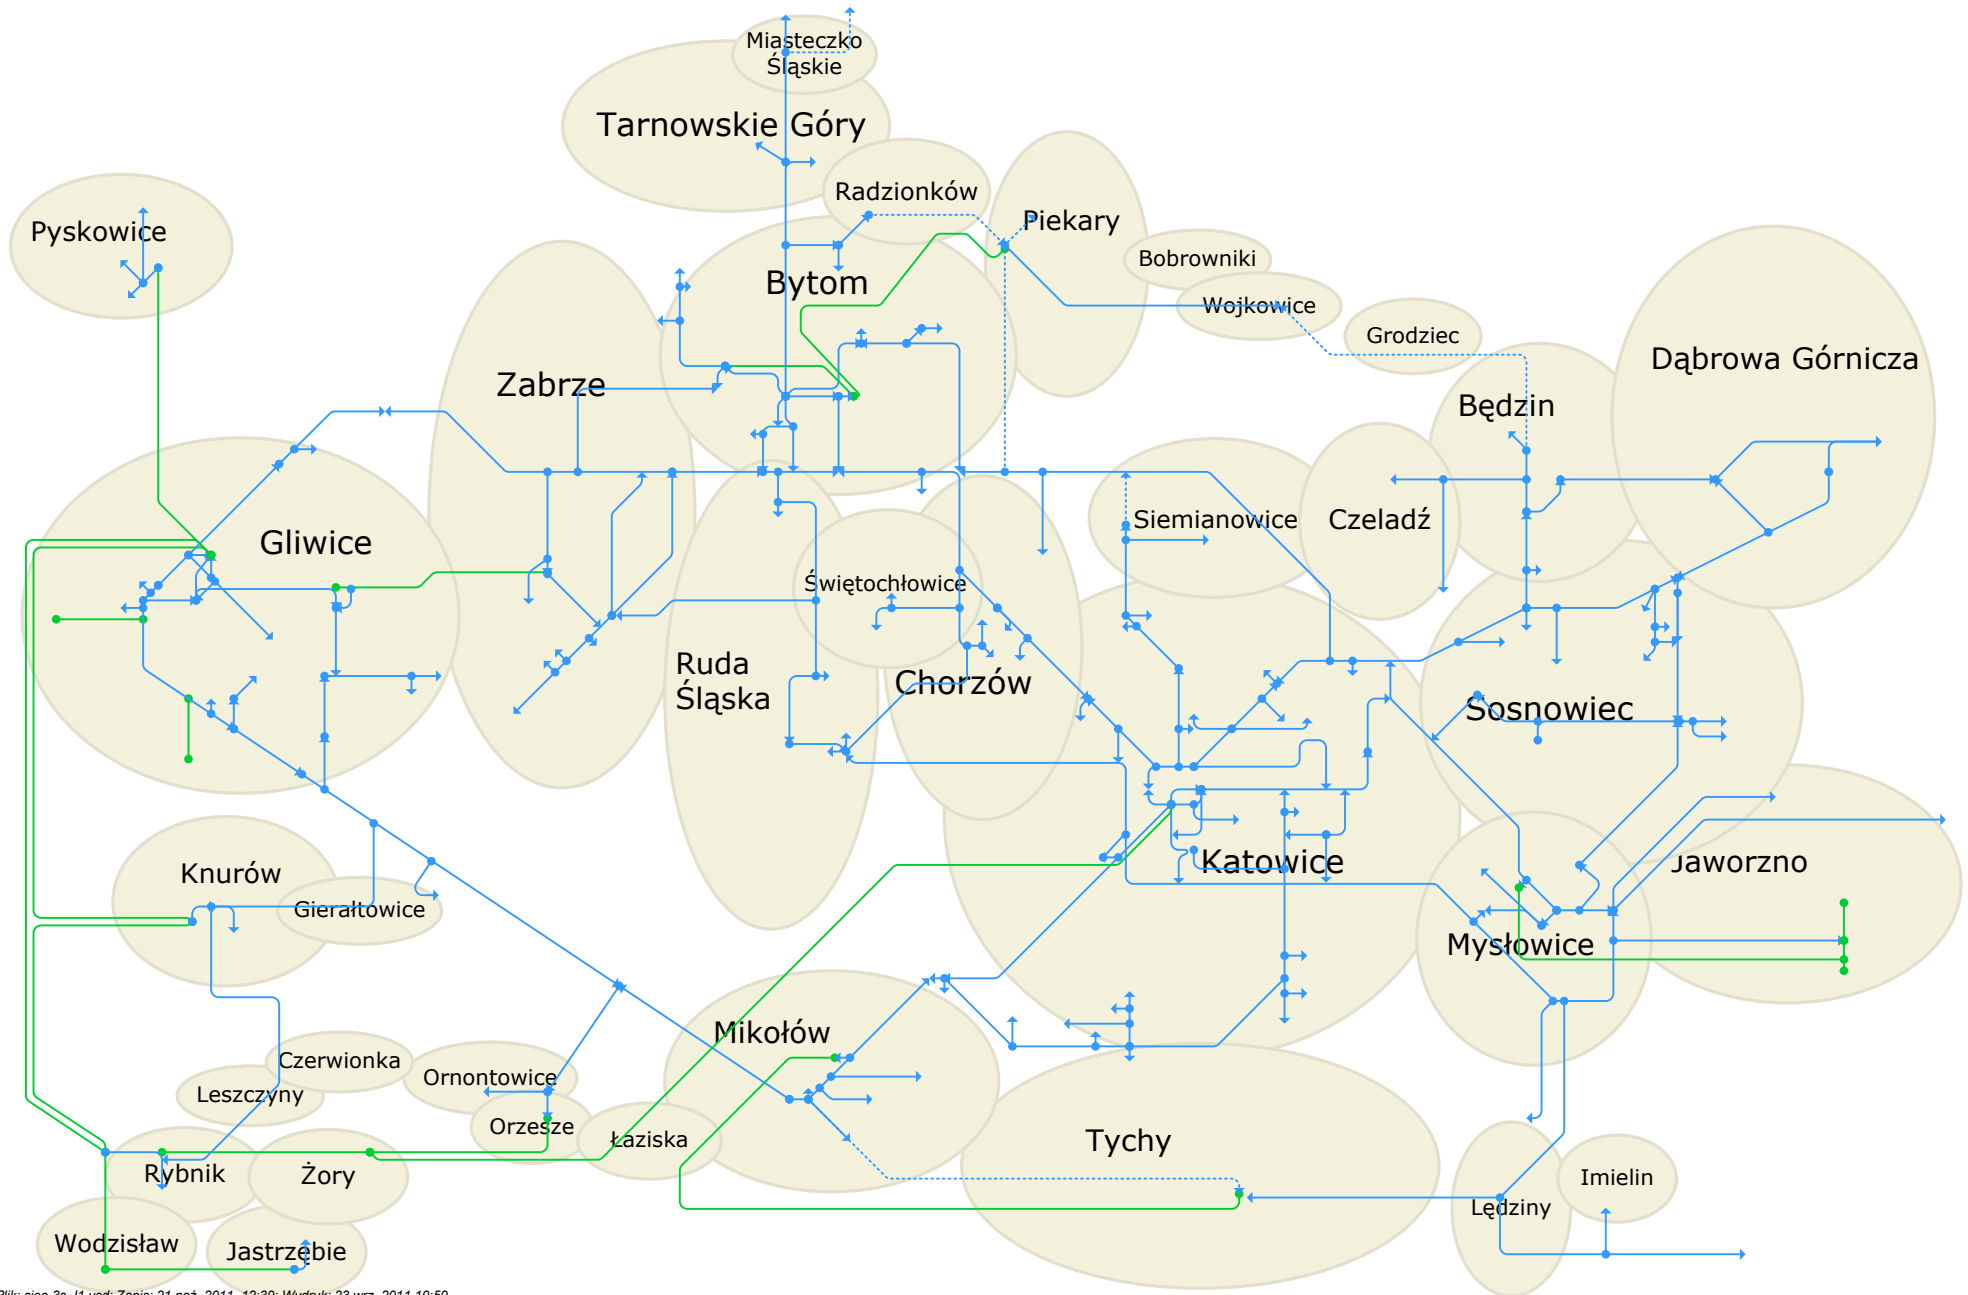 Miasteczko
Śląskie
Tarnowskie Góry
Radzionków
Piekary
Pyskowice
Bobrowniki
Bytom
Wojkowice
Grodziec
Dąbrowa Górnicza
Zabrze
Będzin
Siemianowice
Czeladź
Gliwice
Świętochłowice
Ruda
Śląska
Chorzów
Sosnowiec
Katowice
Jaworzno
Knurów
Gierałtowice
Mysłowice
Mikołów
Czerwionka
Ornontowice
Leszczyny
Orzesze
Łaziska
Tychy
Rybnik
Żory
Imielin
Lędziny
Wodzisław
Jastrzębie
2011